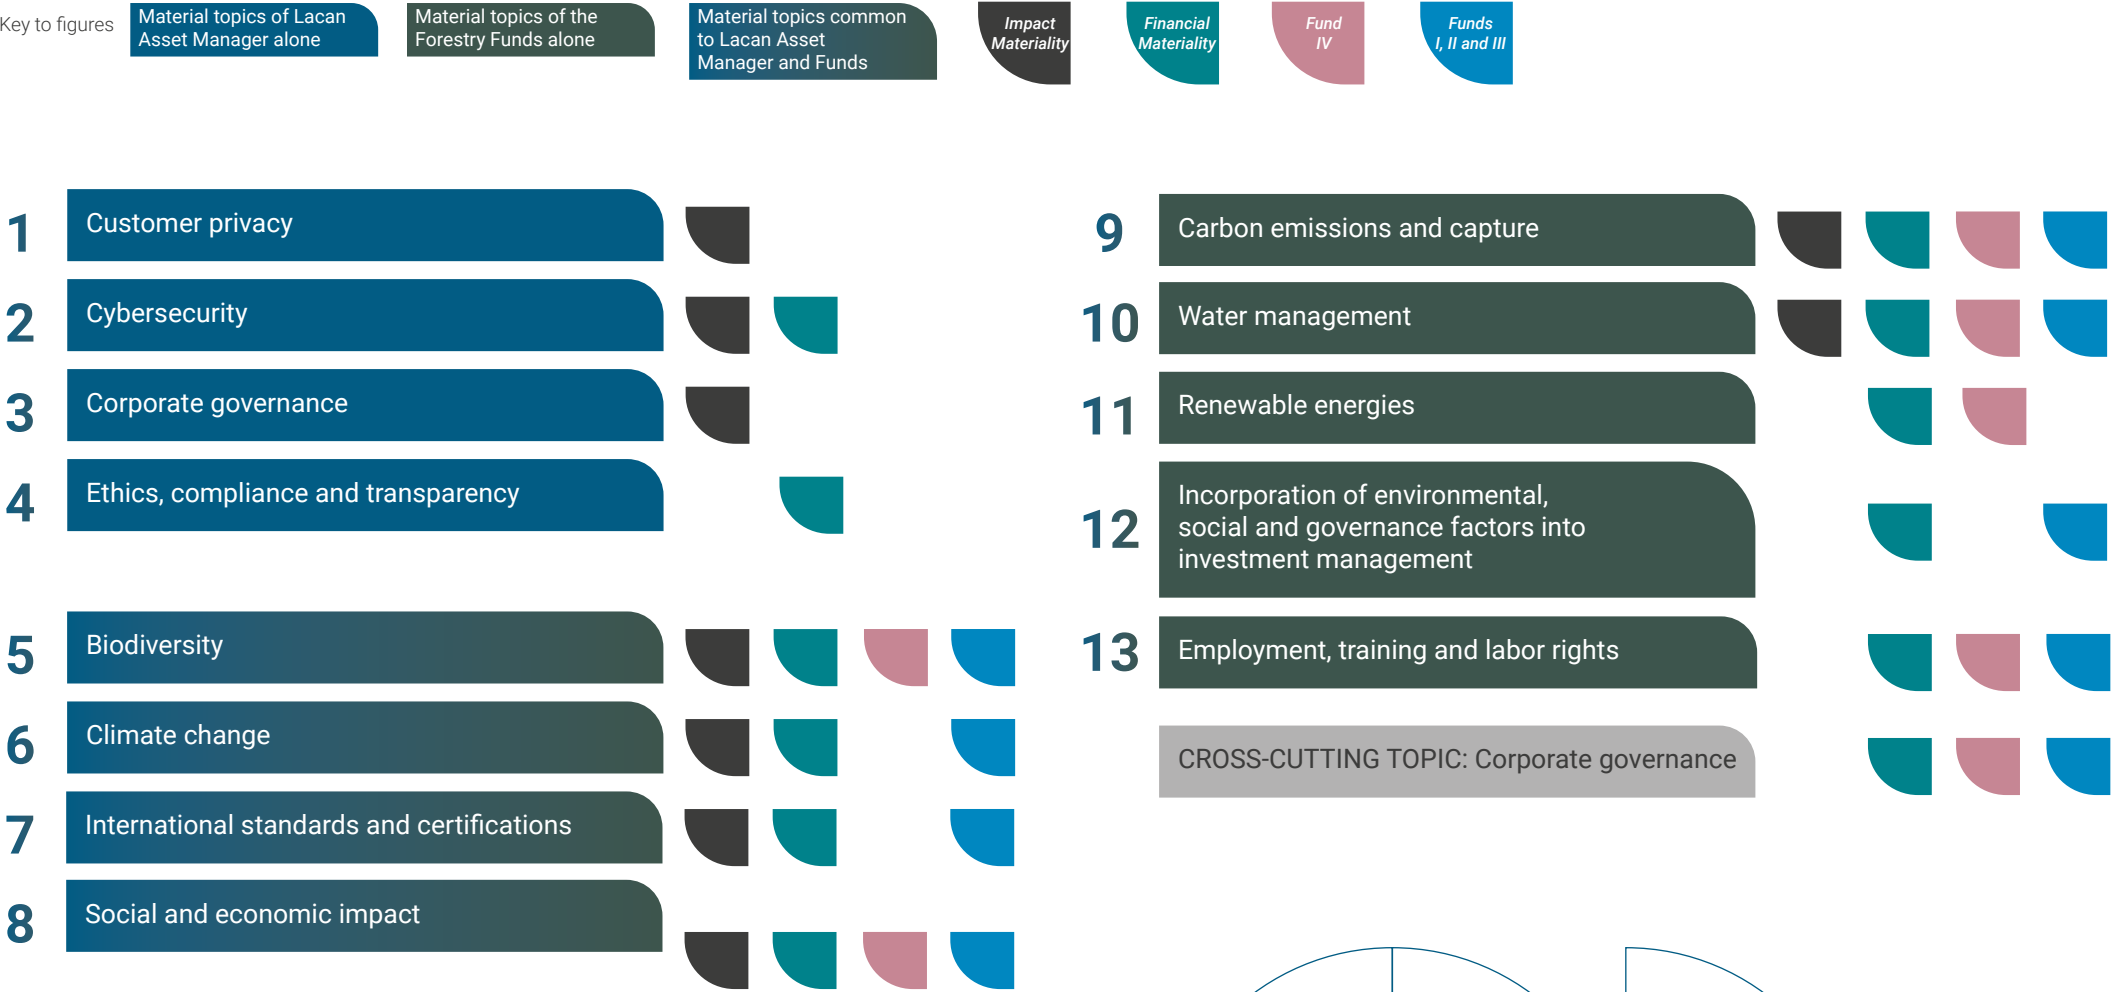 Key to figures
Material topics of Lacan
Asset Manager alone
Material topics of the
Forestry Funds alone
Material topics common
to Lacan Asset
Manager and Funds
Impact
Materiality
Financial
Materiality
Fund
IV
Funds
I, II and III
1
Customer privacy
2
Cybersecurity
3
Corporate governance
4
Ethics, compliance and transparency
5
Biodiversity
6
Climate change
7
International standards and certifications
8
Social and economic impact
9
Carbon emissions and capture
10
Water management
11
Renewable energies
12
Incorporation of environmental,
social and governance factors into
investment management
13
Employment, training and labor rights
CROSS-CUTTING TOPIC: Corporate governance